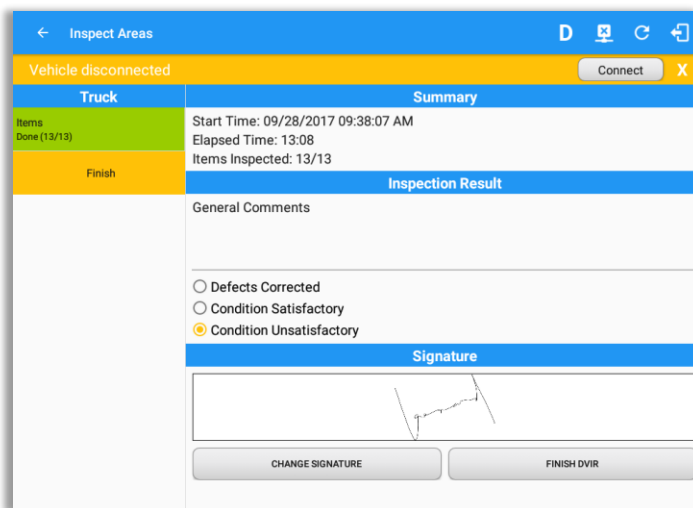 Inspect Areas
D
Vehicle disconnected
Connect
X
Truck
Items
Done (13/13)
Finish
Summary
Start Time: 09/28/2017 09:38:07 AM
Elapsed Time: 13:08
Items Inspected: 13/13
Inspection Result
General Comments
Defects Corrected
Condition Satisfactory
Condition Unsatisfactory
Signature
CHANGE SIGNATURE
FINISH DVIR